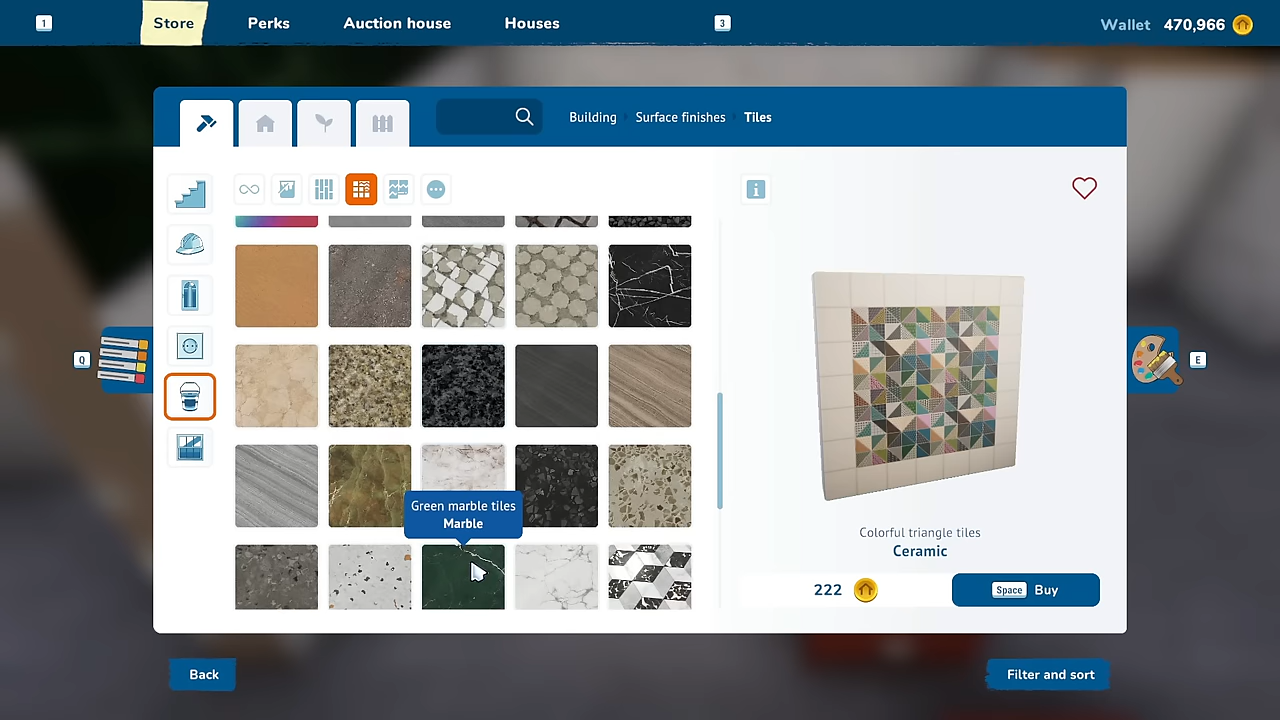 1
Store
Perks
Auction house
Houses
3
Wallet 470,966
Building
Surface finishes
Tiles
Q
E
Green marble tiles
Marble
Colorful triangle tiles
Ceramic
222
Space Buy
Back
Filter and sort